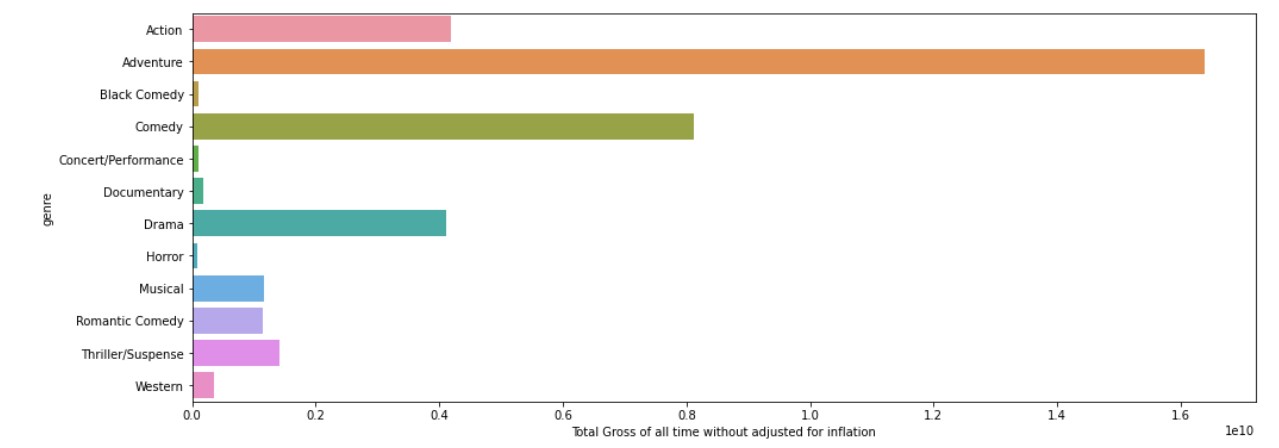 Action
Adventure
Black Comedy
Comedy
Concert/Performance
Documentary
genre
Drama
Horror
Musical
Romantic Comedy
Thriller/Suspense
Western
0.0 0.2 0.4 0.6 0.8 1.0 1.2 1.4 1.6
Total Gross of all time without adjusted for inflation
1e10